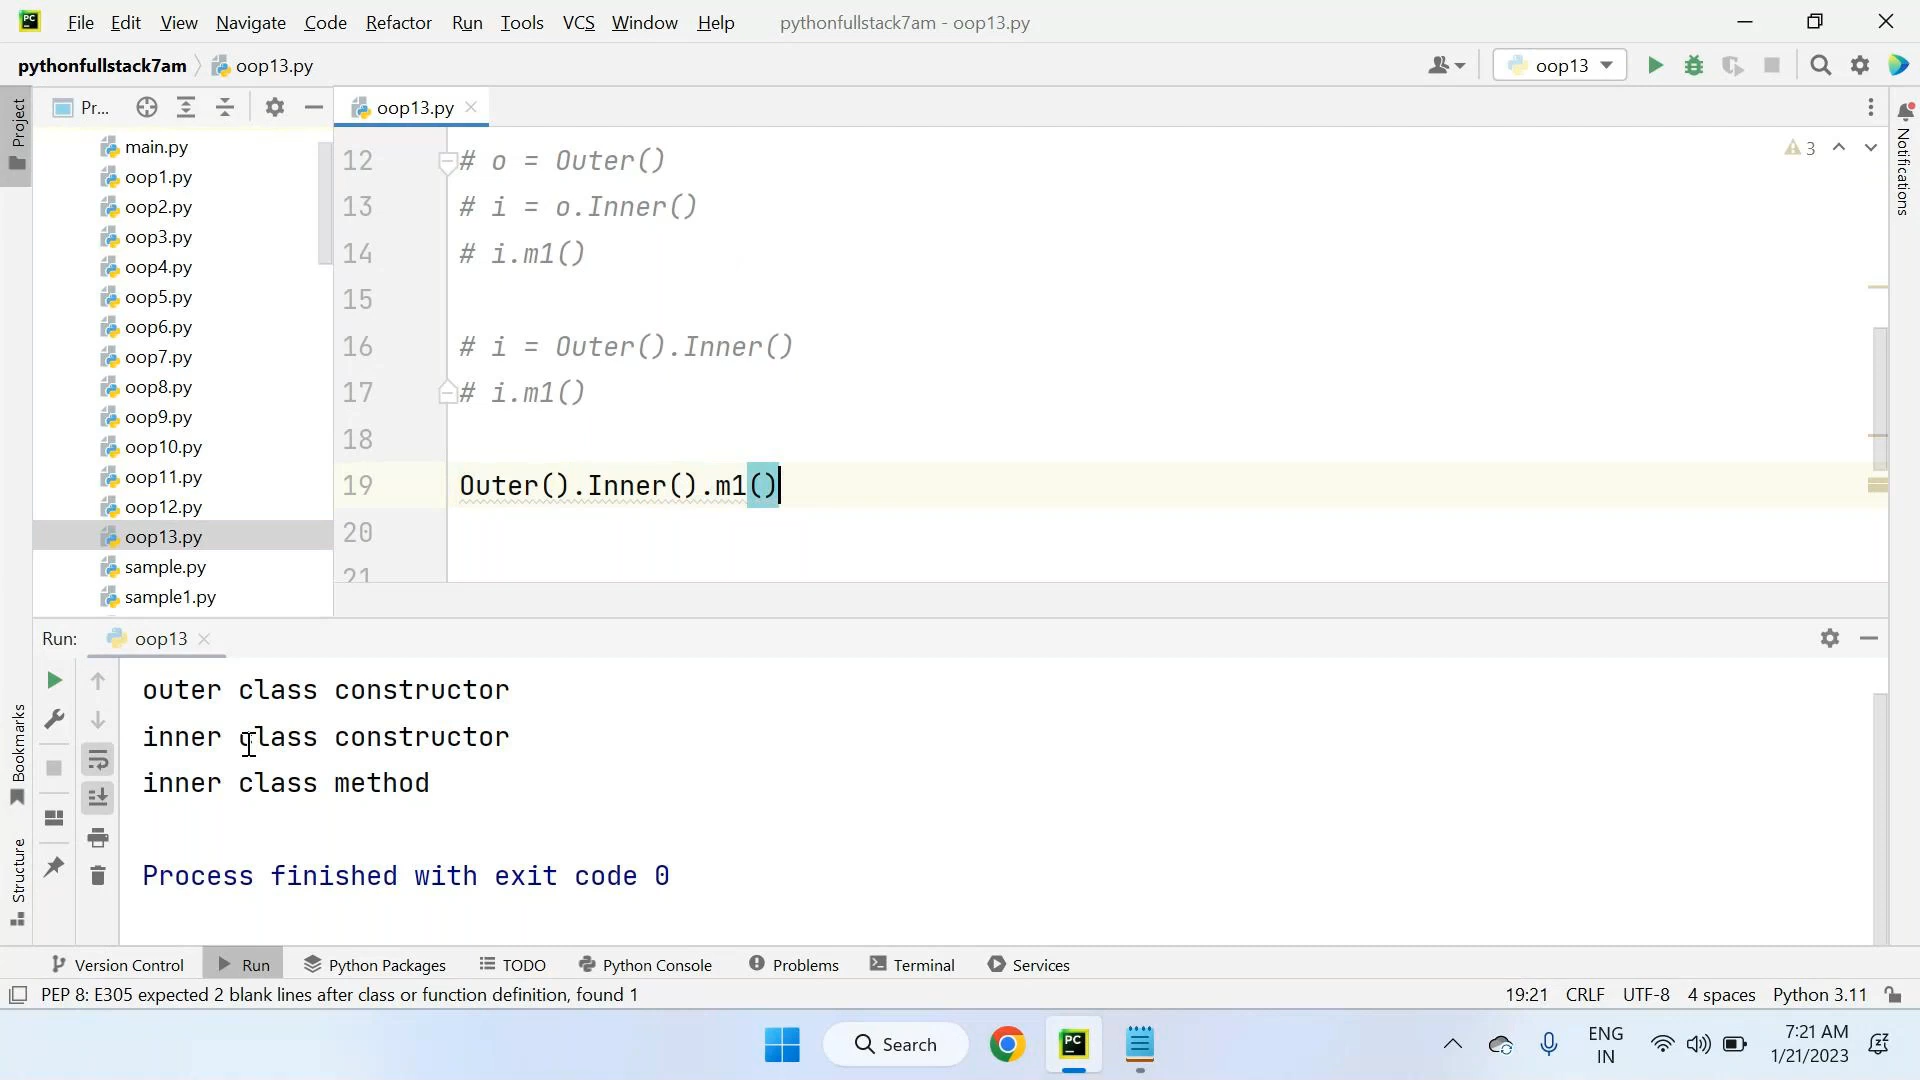 File Edit View Navigate Code Refactor Run Tools VCS Window Help pythonfullstack7am - oop13.py
pythonfullstack7am oop13.py oop13
Project
Pr...
main.py
oop1.py
oop2.py
oop3.py
oop4.py
oop5.py
oop6.py
oop7.py
oop8.py
oop9.py
oop10.py
oop11.py
oop12.py
oop13.py
sample.py
sample1.py
oop13.py
12 # o = Outer()
13 # i = o.Inner()
14 # i.m1()
15
16 # i = Outer().Inner()
17 # i.m1()
18
19 Outer().Inner().m1()
20
21
3
Notifications
Run: oop13
outer class constructor
inner class constructor
inner class method
Process finished with exit code 0
Bookmarks
Structure
Version Control Run Python Packages TODO Python Console Problems Terminal Services
PEP 8: E305 expected 2 blank lines after class or function definition, found 1 19:21 CRLF UTF-8 4 spaces Python 3.11
PC
Search
PC
ENG
IN
7:21 AM
1/21/2023